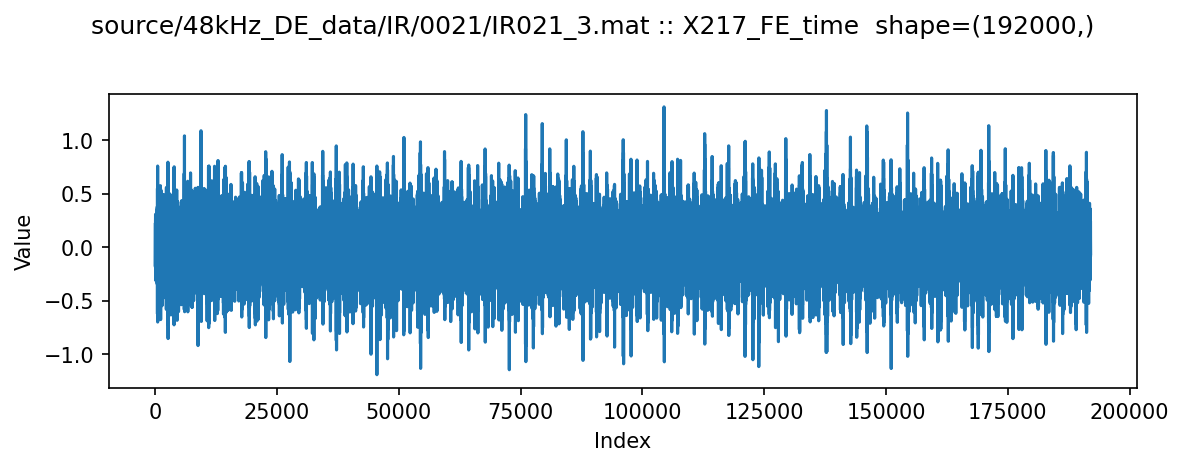 source/48kHz_DE_data/IR/0021/IR021_3.mat :: X217_FE_time  shape=(192000,)
1.0
0.5
0.0
−0.5
−1.0
Value
0 25000 50000 75000 100000 125000 150000 175000 200000
Index